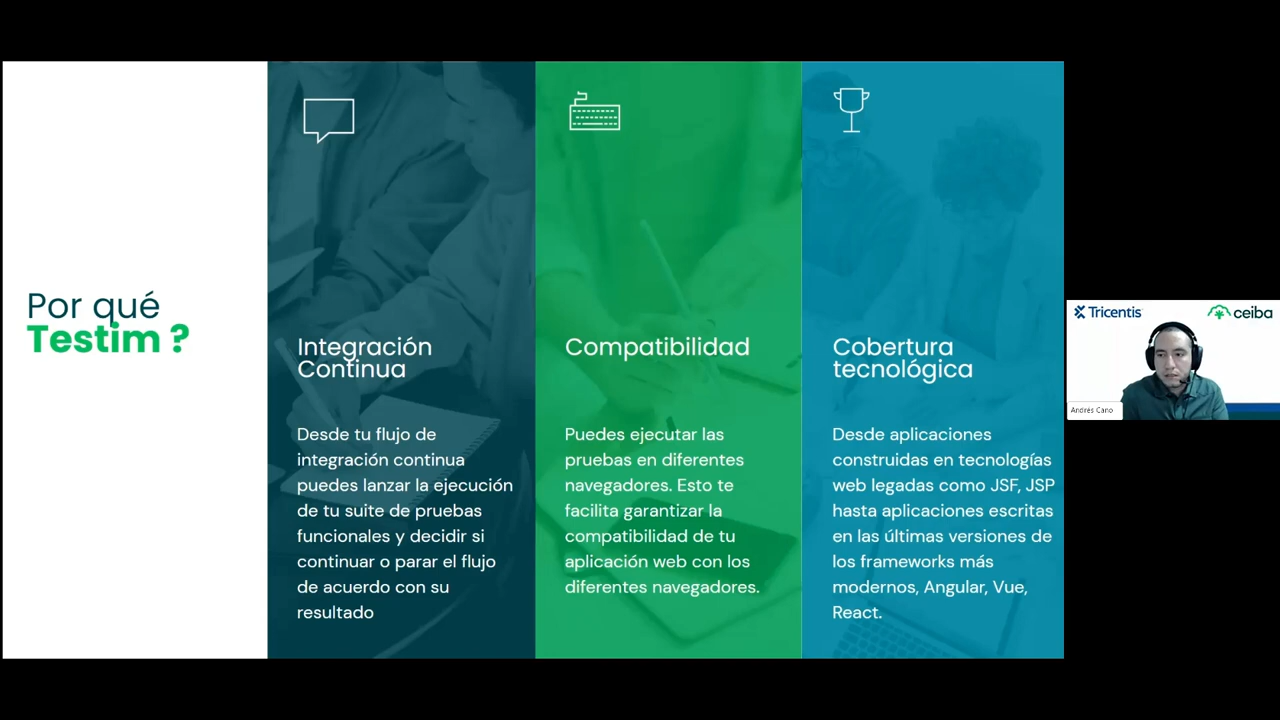 Por qué
Testim ?
Integración
Continua
Desde tu flujo de
integración continua
puedes lanzar la ejecución
de tu suite de pruebas
funcionales y decidir si
continuar o parar el flujo
de acuerdo con su
resultado
Compatibilidad
Puedes ejecutar las
pruebas en diferentes
navegadores. Esto te
facilita garantizar la
compatibilidad de tu
aplicación web con los
diferentes navegadores.
Cobertura
tecnológica
Desde aplicaciones
construidas en tecnologías
web legadas como JSF, JSP
hasta aplicaciones escritas
en las últimas versiones de
los frameworks más
modernos, Angular, Vue,
React.
Tricentis
ceiba
Andrés Cano